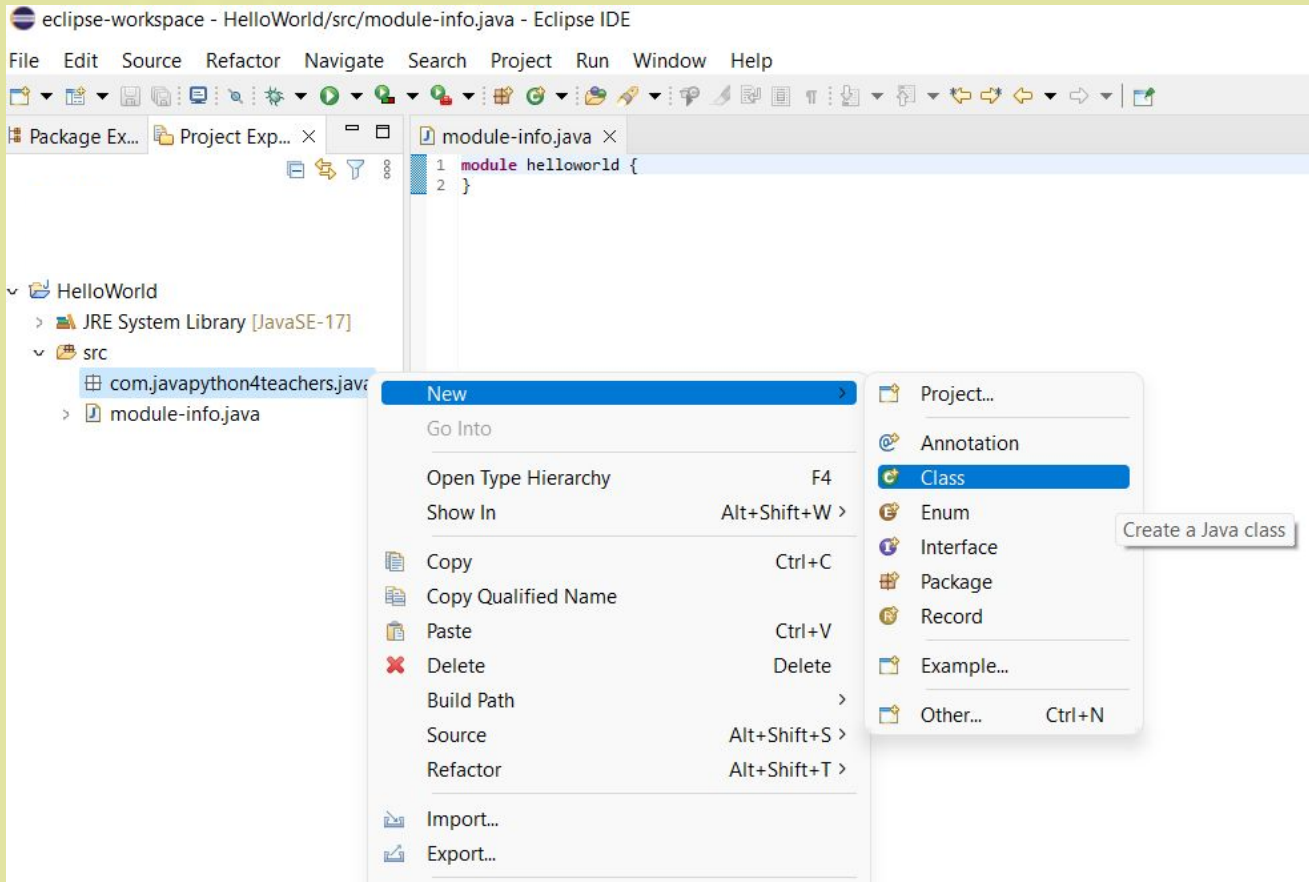 eclipse-workspace - HelloWorld/src/module-info.java - Eclipse IDE
File Edit Source Refactor Navigate Search Project Run Window Help
Package Ex... Project Exp...
module-info.java
1 module helloworld {
2 }
HelloWorld
JRE System Library [JavaSE-17]
src
com.javapython4teachers.java
module-info.java
New
Go Into
Open Type Hierarchy F4
Show In Alt+Shift+W >
Copy Ctrl+C
Copy Qualified Name
Paste Ctrl+V
Delete Delete
Build Path >
Source Alt+Shift+S >
Refactor Alt+Shift+T >
Import...
Export...
Project...
Annotation
Class
Enum
Interface
Package
Record
Example...
Other... Ctrl+N
Create a Java class